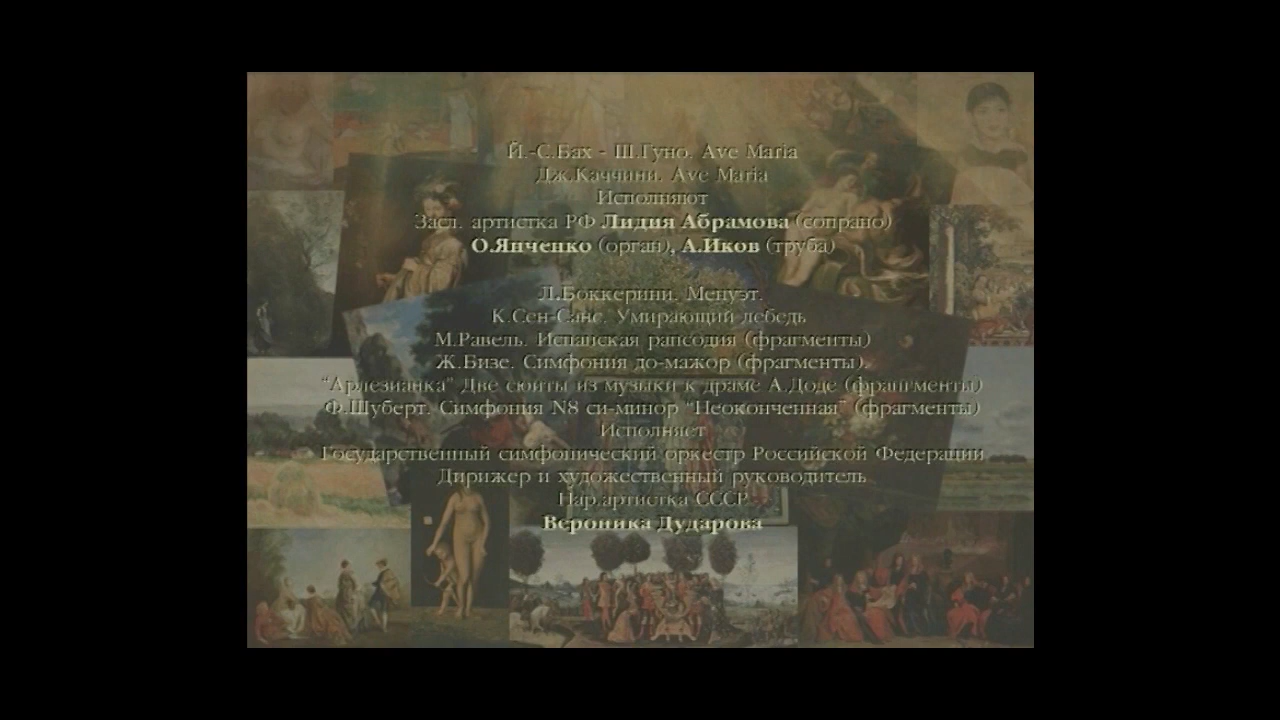 Й.-С.Бах - Ш.Гуно. Ave Maria
Дж.Каччини. Ave Maria
Исполняют
Засл. артистка РФ Лидия Абрамова (сопрано)
О.Янченко (орган), А.Иков (труба)
Л.Боккерини. Менуэт.
К.Сен-Санс. Умирающий лебедь
М.Равель. Испанская рапсодия (фрагменты)
Ж.Бизе. Симфония до-мажор (фрагменты).
"Арлезианка" Две сюиты из музыки к драме А.Доде (франгменты)
Ф.Шуберт. Симфония N8 си-минор "Неоконченная" (фрагменты)
Исполняет
Государственный симфонический оркестр Российской Федерации
Дирижер и художественный руководитель
Нар.артистка СССР
Вероника Дударова